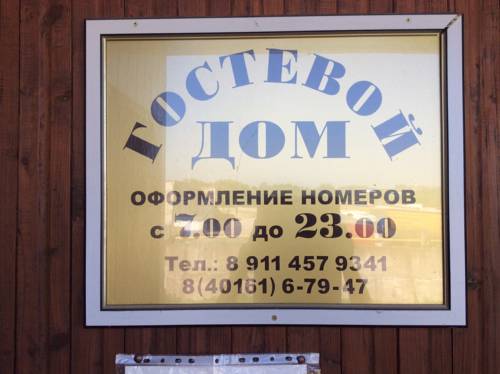 ГОСТЕВОЙ
ДОМ
ОФОРМЛЕНИЕ НОМЕРОВ
с 7.00 до 23.00
Тел.: 8 911 457 9341
8(40161) 6-79-47